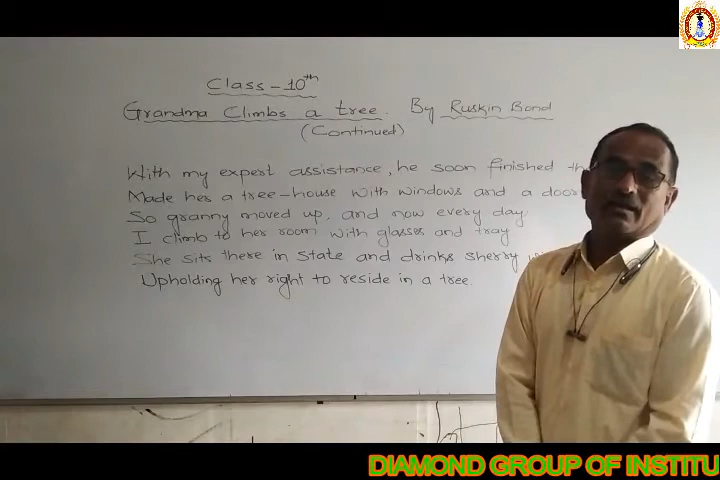 Class - 10th
Grandma Climbs a tree. By Ruskin Bond
(Continued)
With my expert assistance, he soon finished
Made her a tree-house with windows and a door
So granny moved up, and now every day
I climb to her room with glasses and tray
She sits there in state and drinks sherry
Upholding her right to reside in a tree.
DIAMOND GROUP OF INSTITU